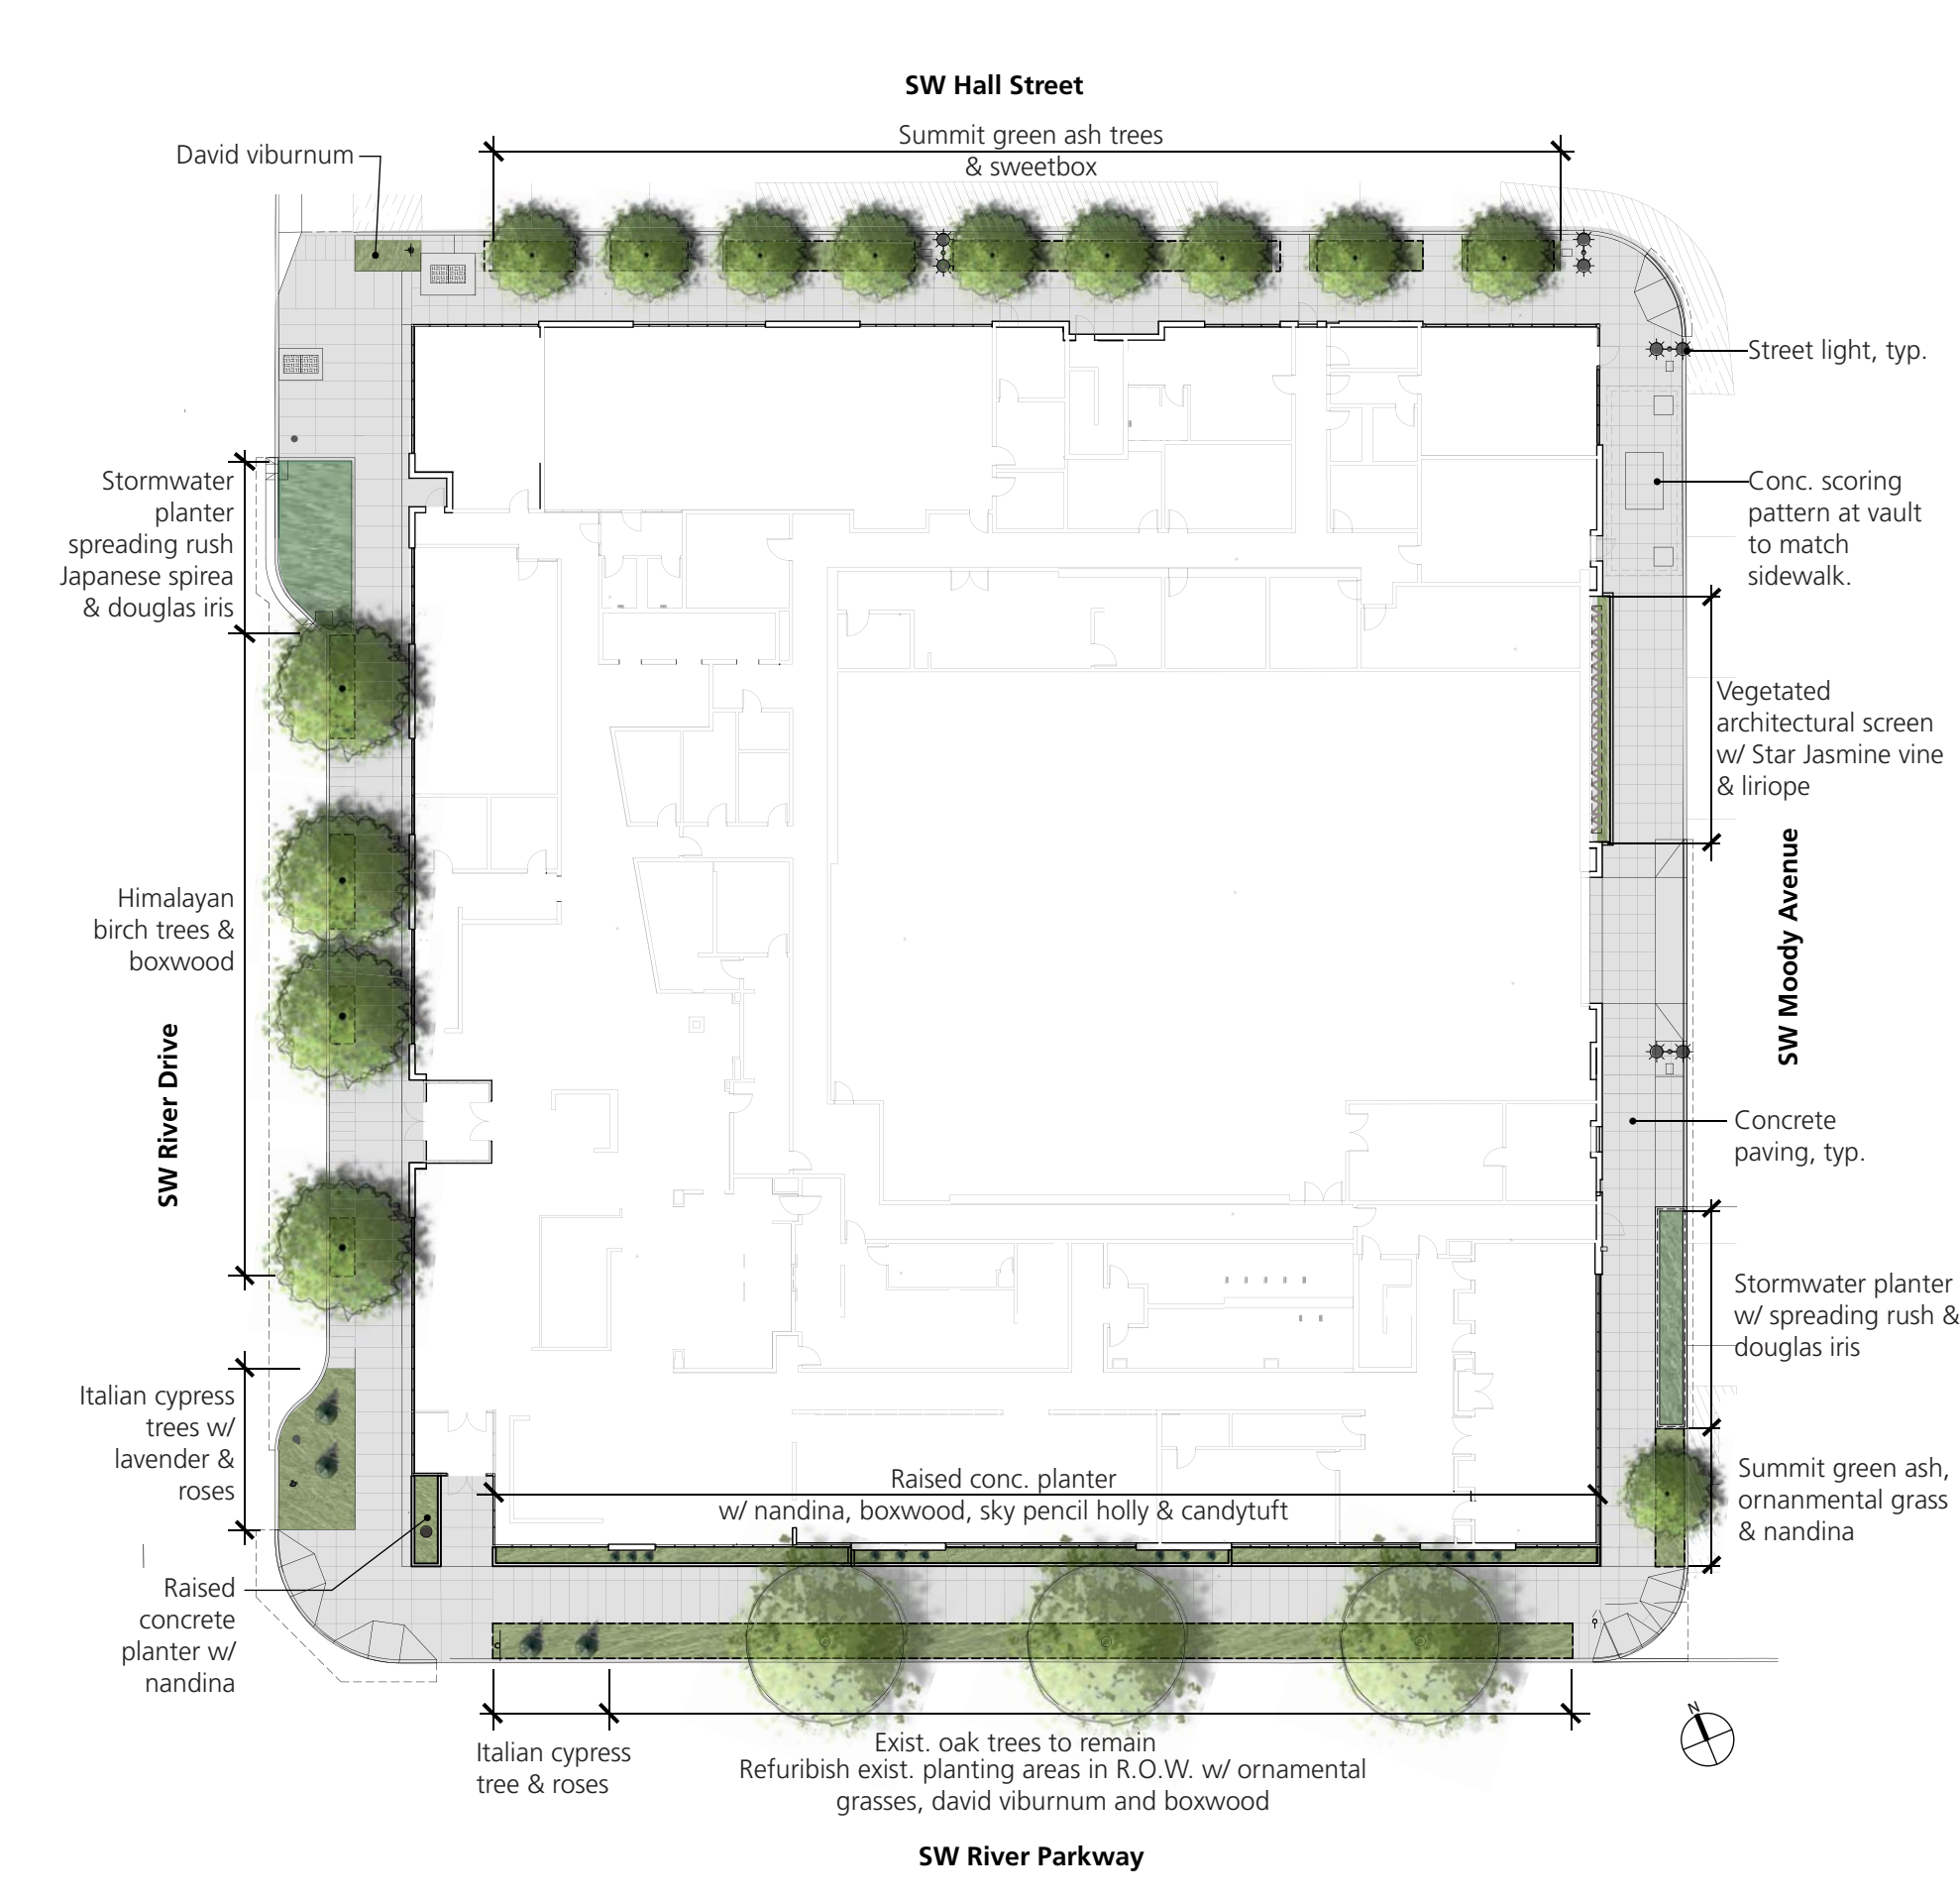 SW Hall Street
Summit green ash trees
& sweetbox
David viburnum
Street light, typ.
Stormwater
planter
spreading rush
Japanese spirea
& douglas iris
Conc. scoring
pattern at vault
to match
sidewalk.
Vegetated
architectural screen
w/ Star Jasmine vine
& liriope
Himalayan
birch trees &
boxwood
SW River Drive
SW Moody Avenue
Concrete
paving, typ.
Stormwater planter
w/ spreading rush &
douglas iris
Italian cypress
trees w/
lavender &
roses
Raised conc. planter
w/ nandina, boxwood, sky pencil holly & candytuft
Summit green ash,
ornanmental grass
& nandina
Raised
concrete
planter w/
nandina
Italian cypress
tree & roses
Exist. oak trees to remain
Refuribish exist. planting areas in R.O.W. w/ ornamental
grasses, david viburnum and boxwood
N
SW River Parkway